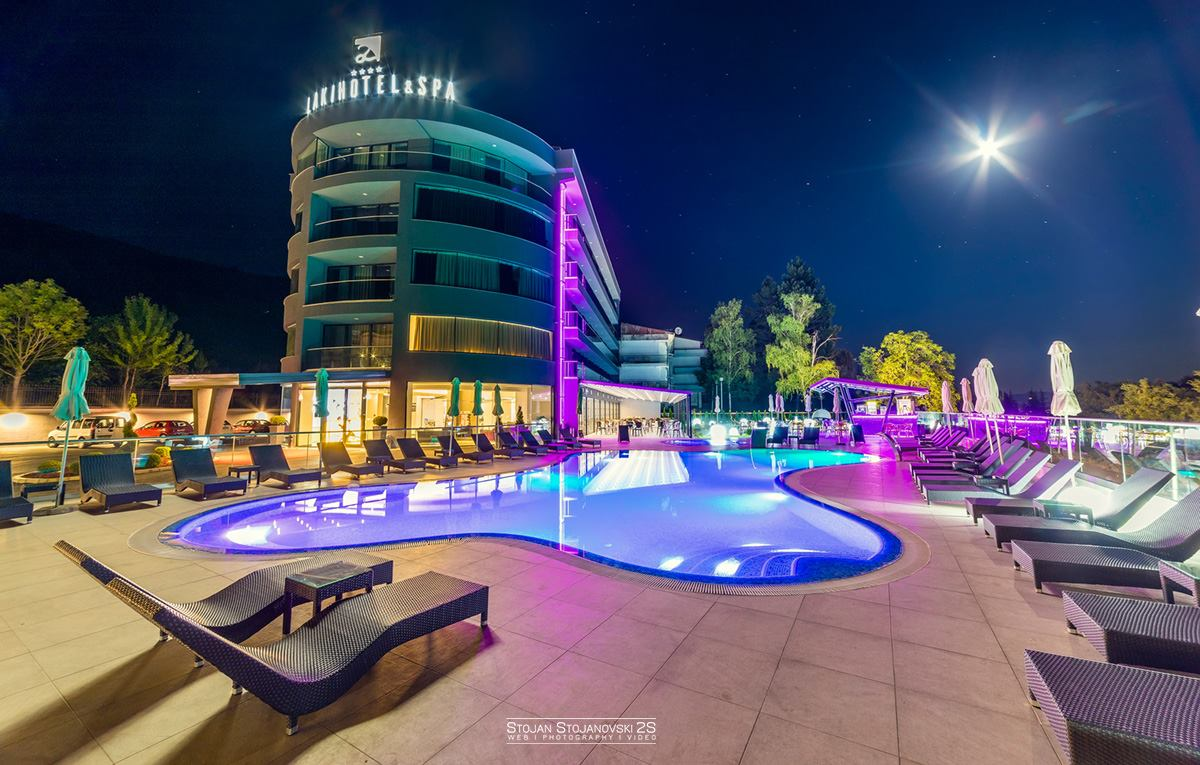 LAKIHOTEL&SPA
STOJAN STOJANOVSKI 2S
WEB | PHOTOGRAPHY | VIDEO